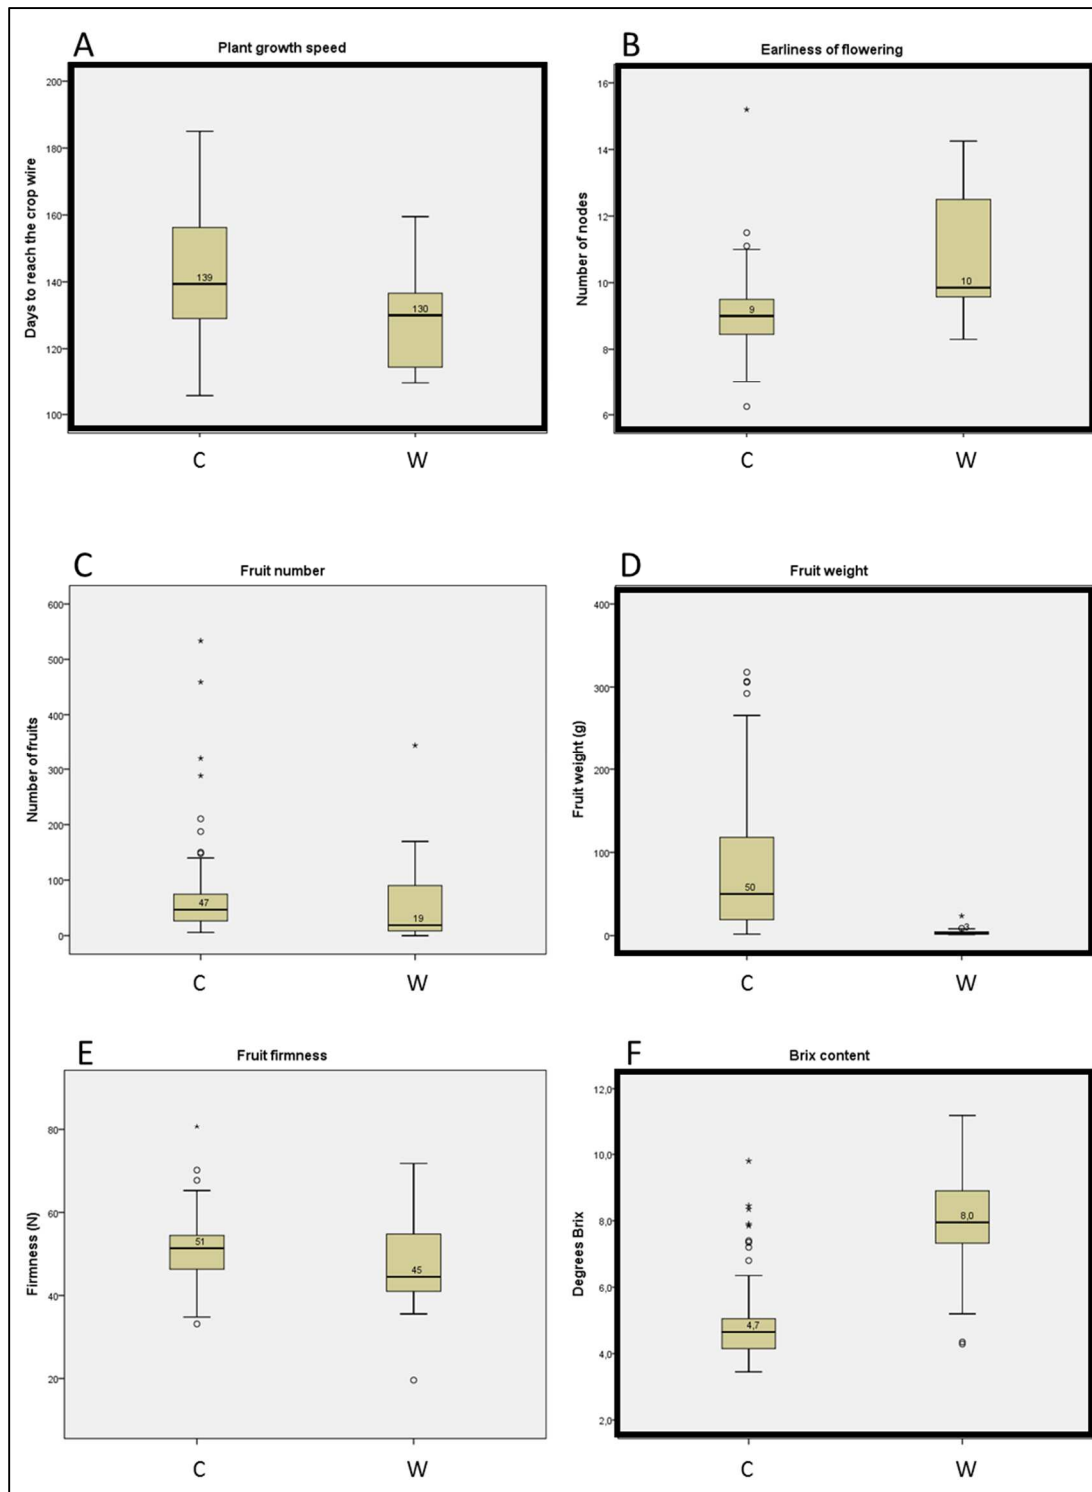 A
Plant growth speed
Days to reach the crop wire
200
180
160
140
120
100
139
130
C
W
B
Earliness of flowering
Number of nodes
16
14
12
10
8
6
9
10
C
W
C
Fruit number
Number of fruits
600
500
400
300
200
100
0
47
19
C
W
D
Fruit weight
Fruit weight (g)
400
300
200
100
0
50
3
C
W
E
Fruit firmness
Firmness (N)
80
60
40
20
51
45
C
W
F
Brix content
Degrees Brix
12,0
10,0
8,0
6,0
4,0
2,0
4,7
8,0
C
W